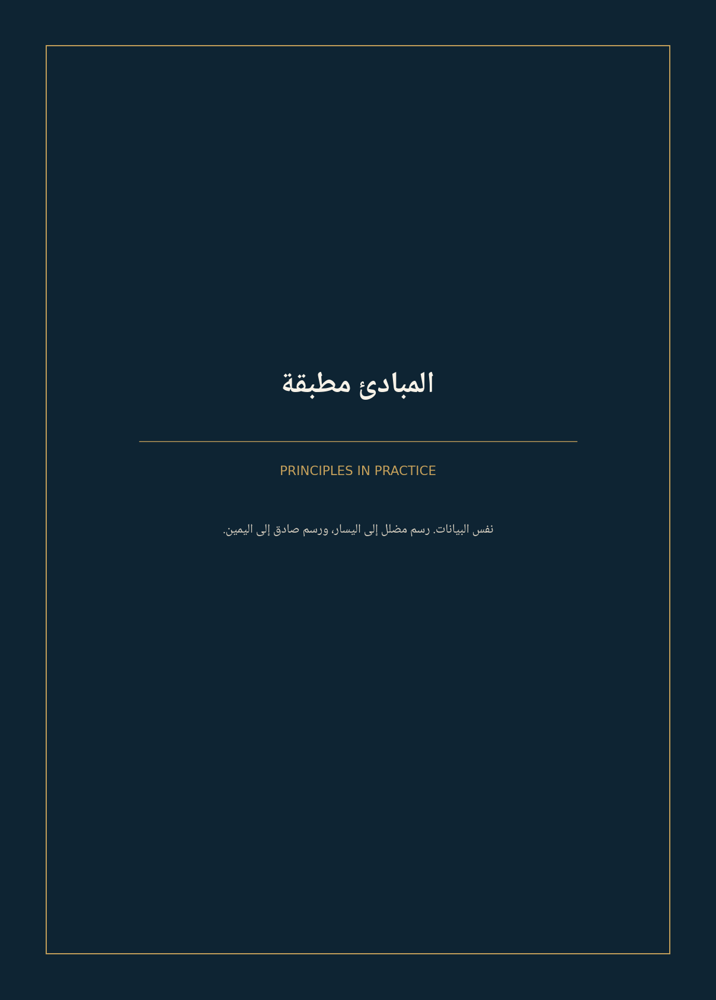 المبادئ مطبقة
PRINCIPLES IN PRACTICE
نفس البيانات. رسم مضلل إلى اليسار، ورسم صادق إلى اليمين.